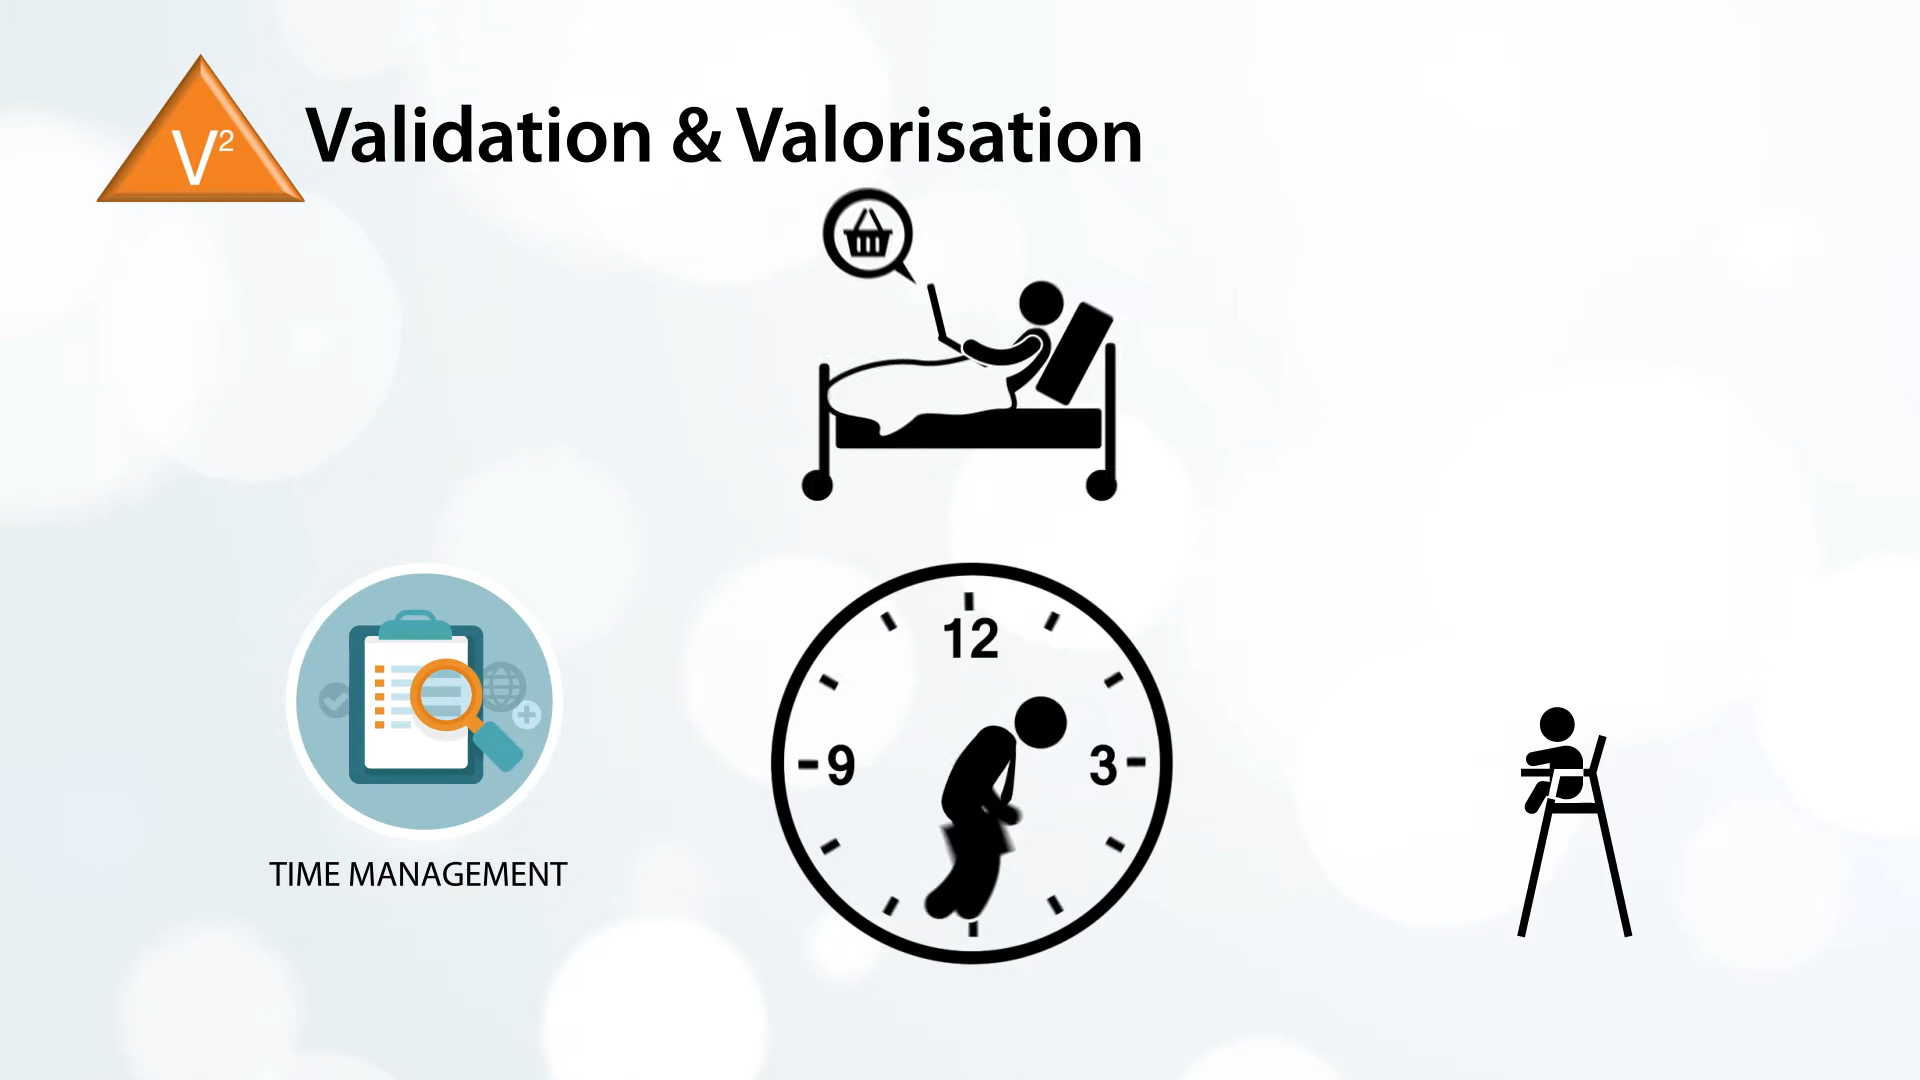 V²
Validation & Valorisation
12
9
3
TIME MANAGEMENT